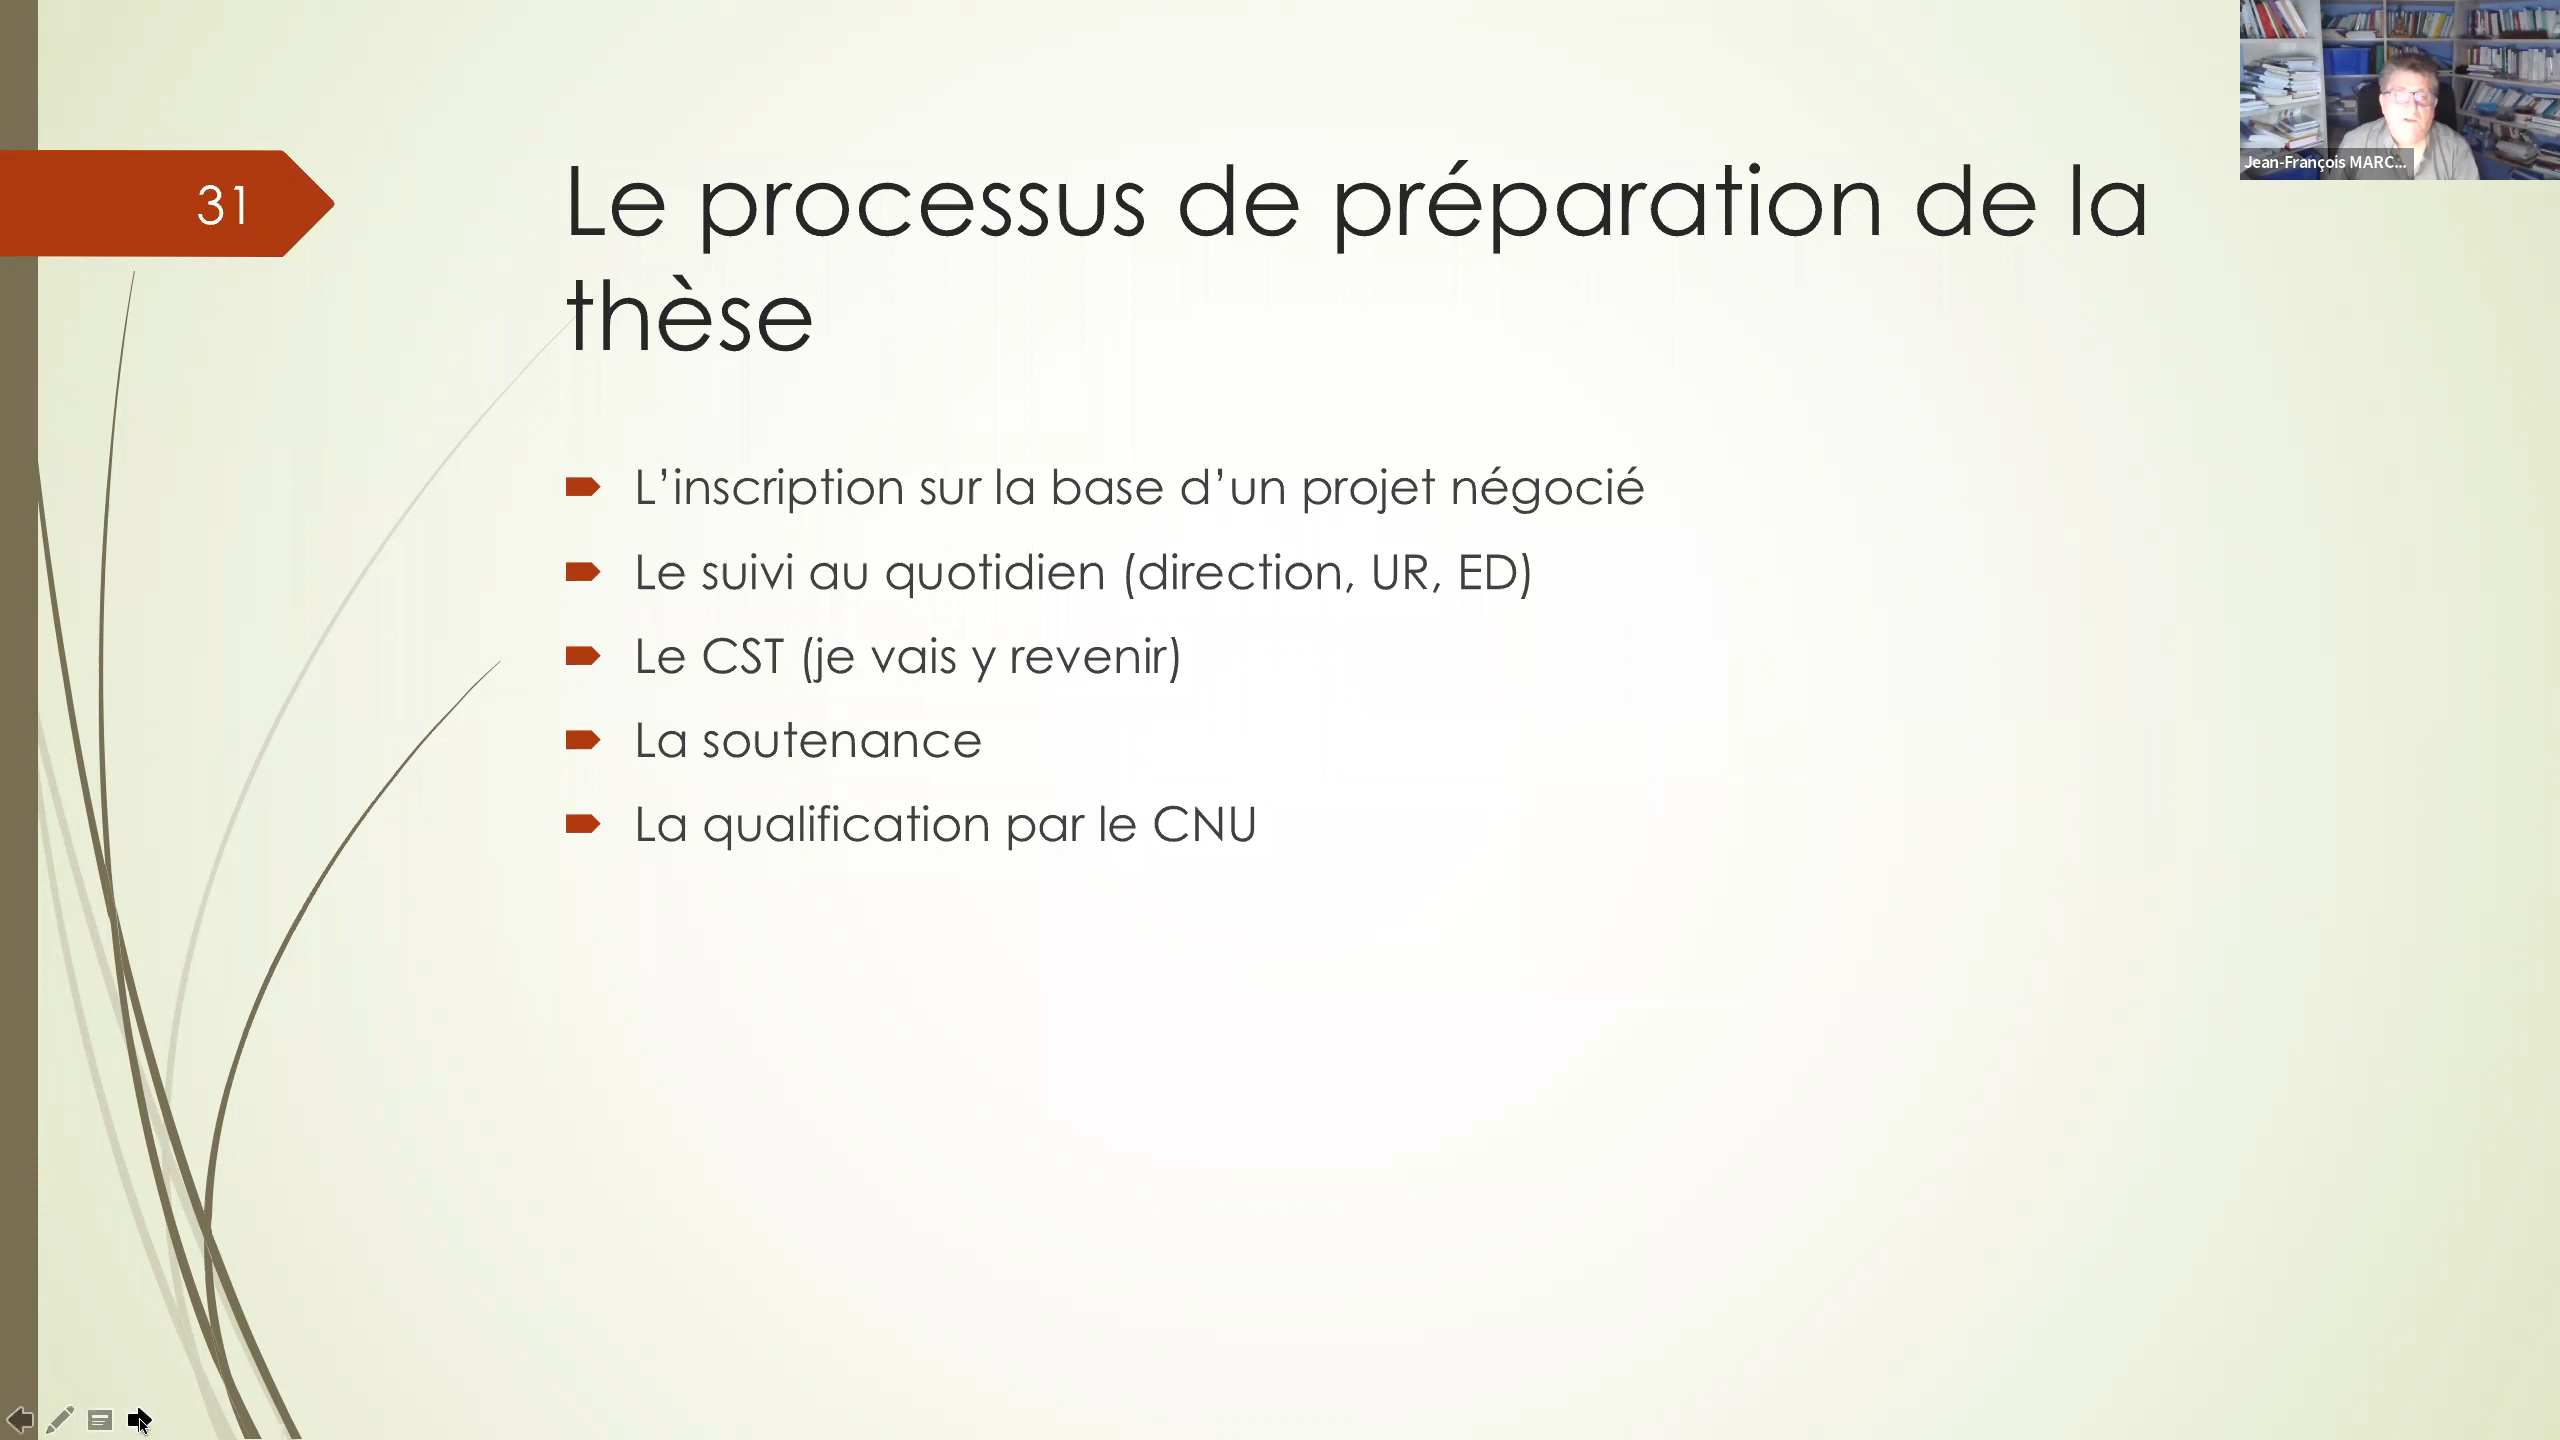 31
Le processus de préparation de la
thèse
L’inscription sur la base d’un projet négocié
Le suivi au quotidien (direction, UR, ED)
Le CST (je vais y revenir)
La soutenance
La qualification par le CNU
Jean-François MARC...